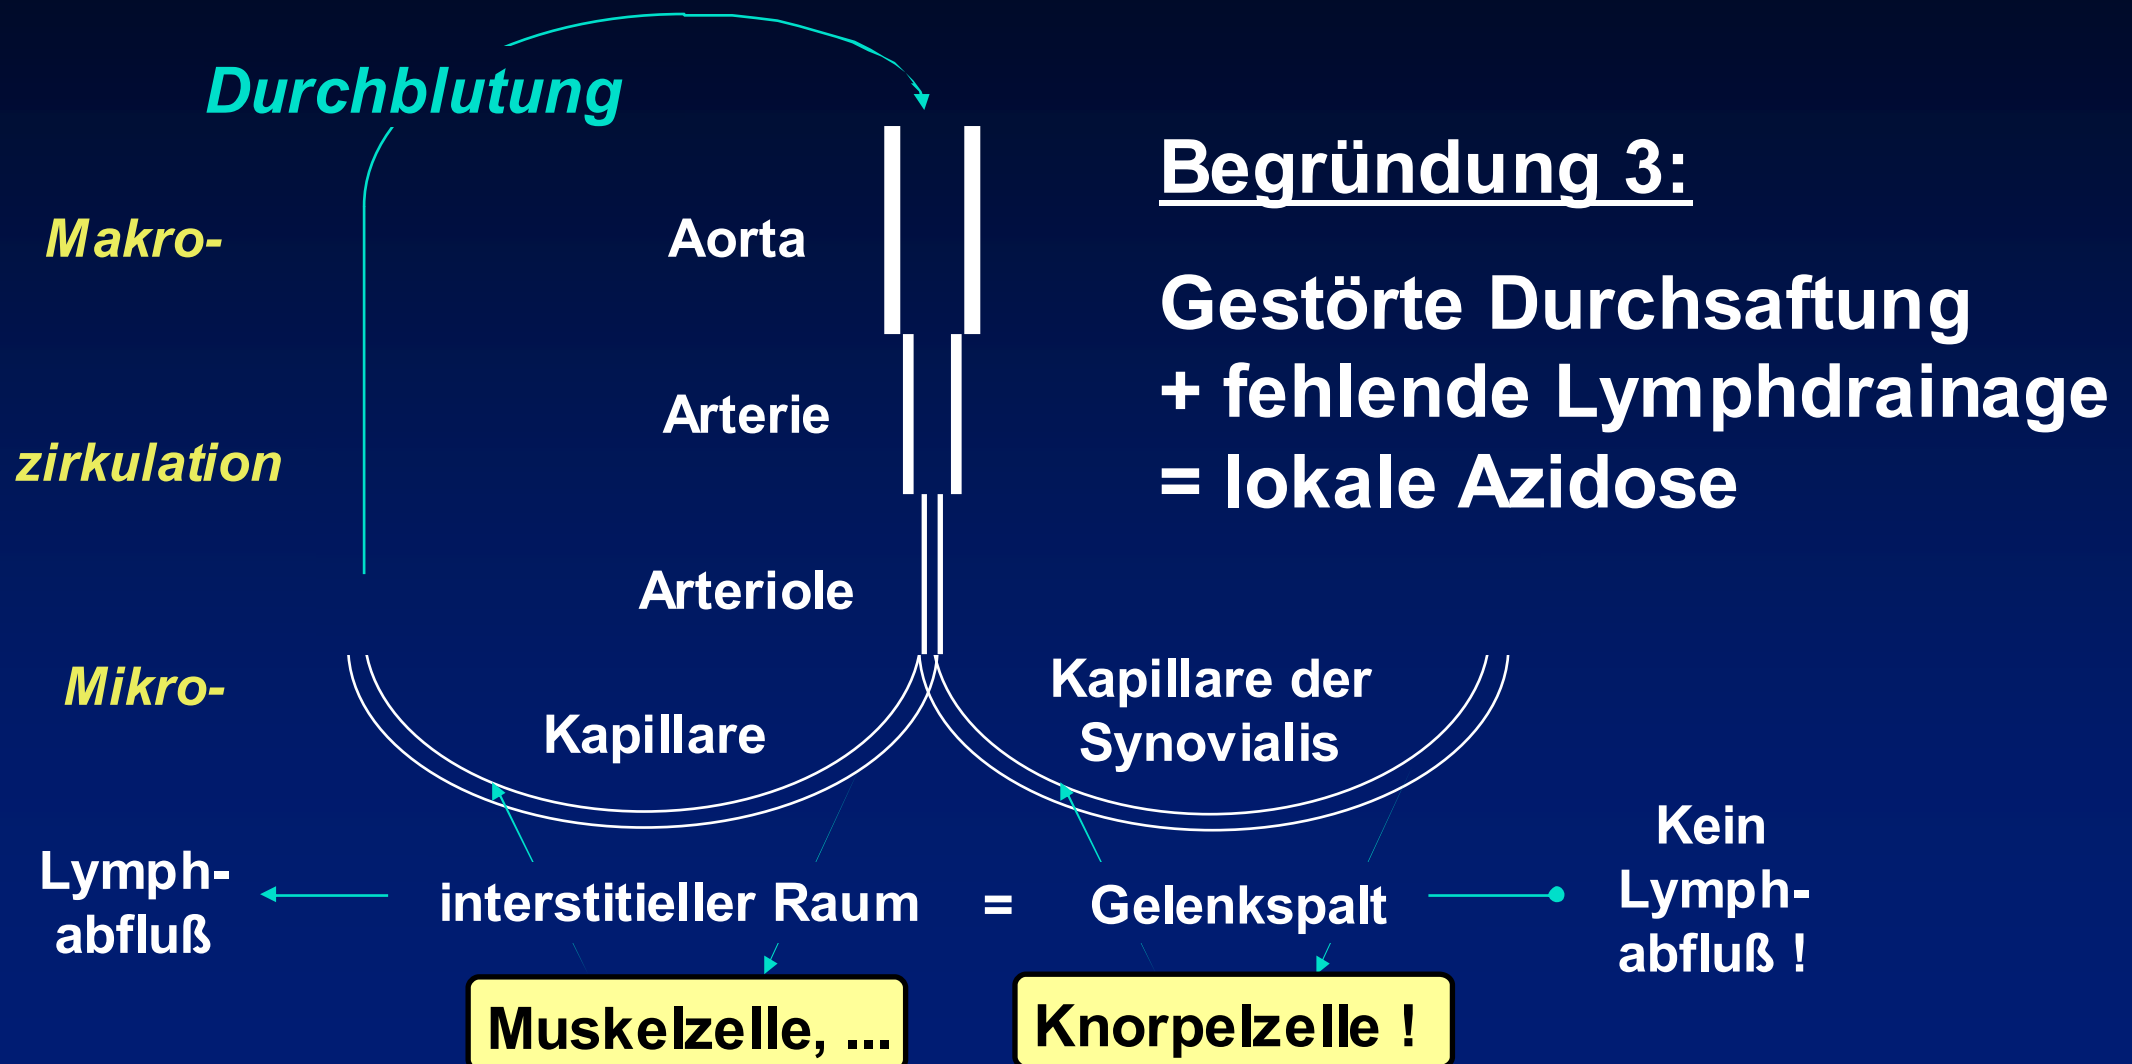 Durchblutung
Begründung 3:
Makro-
Aorta
Gestörte Durchsaftung
+ fehlende Lymphdrainage
= lokale Azidose
Arterie
zirkulation
Arteriole
Mikro-
Kapillare
Kapillare der
Synovialis
Lymph-
abfluß
interstitieller Raum = Gelenkspalt
Kein
Lymph-
abfluß !
Muskelzelle, ...
Knorpelzelle !